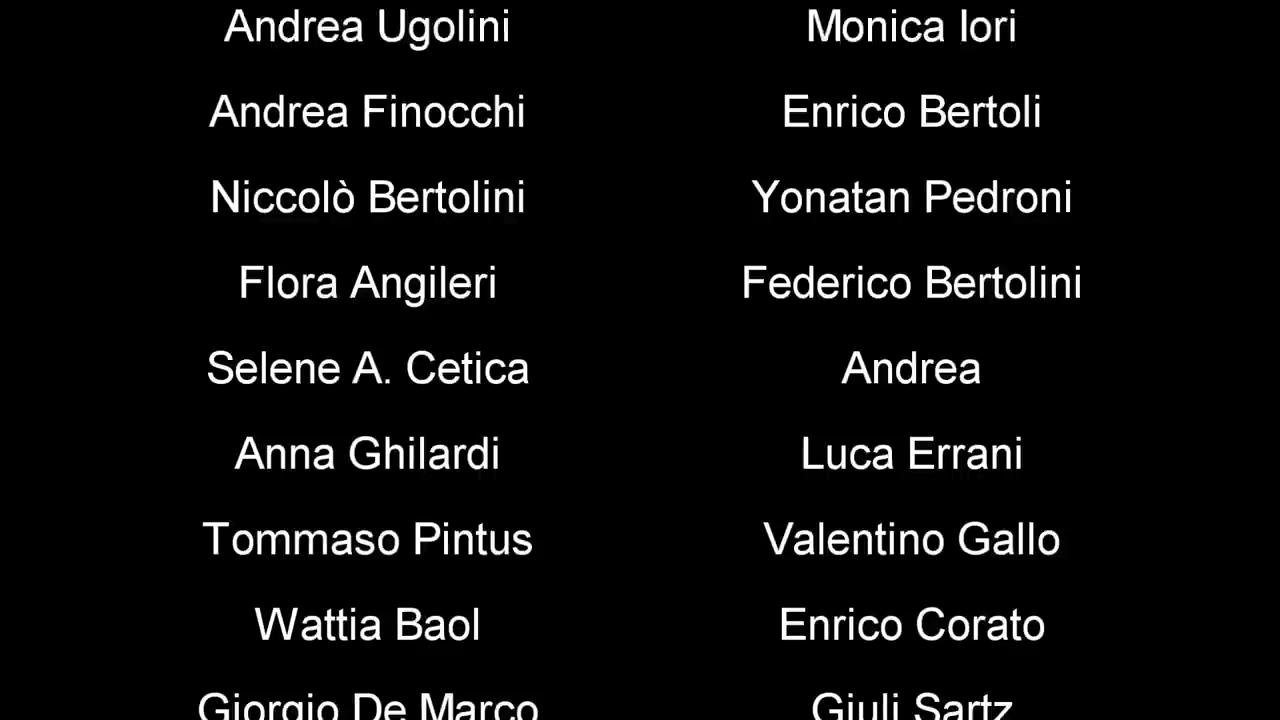 Andrea Ugolini Monica Iori
Andrea Finocchi Enrico Bertoli
Niccolò Bertolini Yonatan Pedroni
Flora Angileri Federico Bertolini
Selene A. Cetica Andrea
Anna Ghilardi Luca Errani
Tommaso Pintus Valentino Gallo
Wattia Baol Enrico Corato
Giorgio De Marco Giuli Sartz